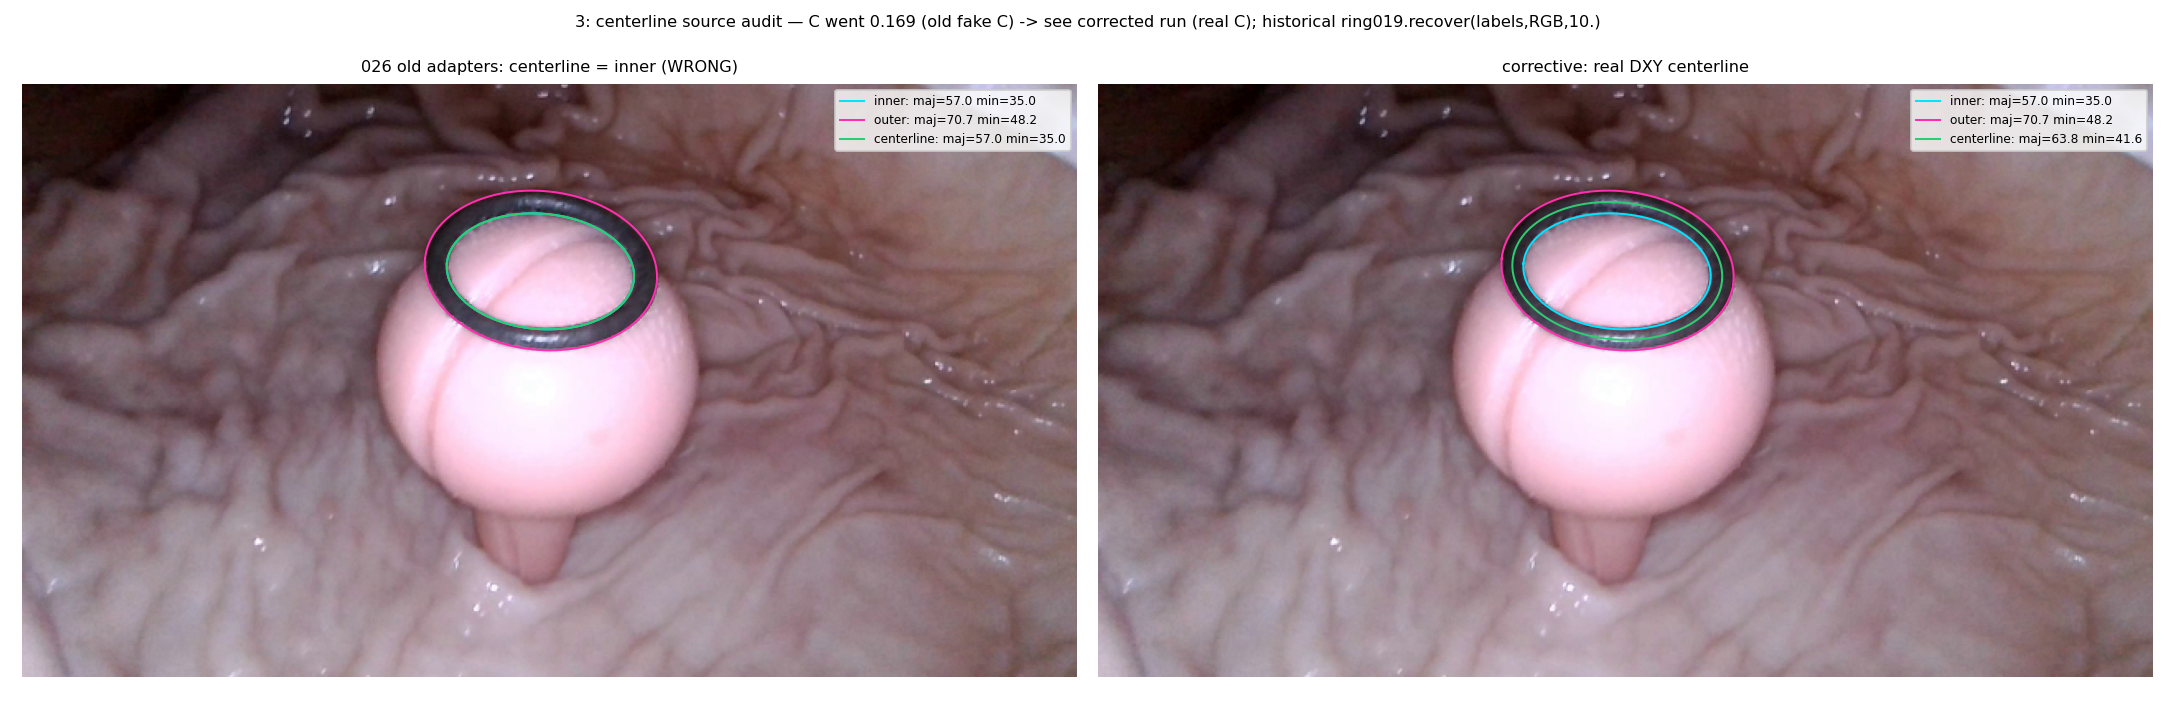 3: centerline source audit — C went 0.169 (old fake C) -> see corrected run (real C); historical ring019.recover(labels,RGB,10.)
026 old adapters: centerline = inner (WRONG)
inner: maj=57.0 min=35.0
outer: maj=70.7 min=48.2
centerline: maj=57.0 min=35.0
corrective: real DXY centerline
inner: maj=57.0 min=35.0
outer: maj=70.7 min=48.2
centerline: maj=63.8 min=41.6